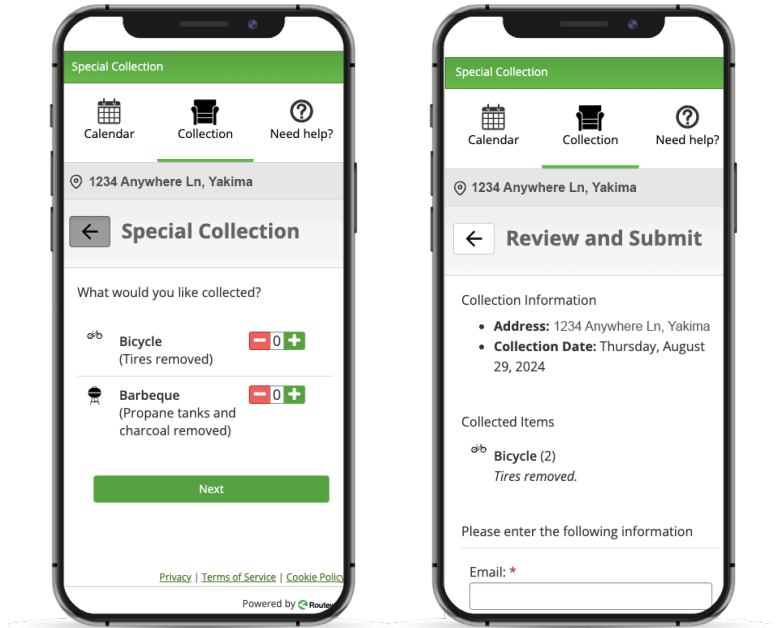 Special Collection
Calendar
Collection
Need help?
1234 Anywhere Ln, Yakima
Special Collection
What would you like collected?
Bicycle
(Tires removed)
0
Barbeque
(Propane tanks and
charcoal removed)
0
Next
Privacy | Terms of Service | Cookie Policy
Powered by
Special Collection
Calendar
Collection
Need help?
1234 Anywhere Ln, Yakima
Review and Submit
Collection Information
• Address: 1234 Anywhere Ln, Yakima
• Collection Date: Thursday, August
29, 2024
Collected Items
Bicycle (2)
Tires removed.
Please enter the following information
Email: *